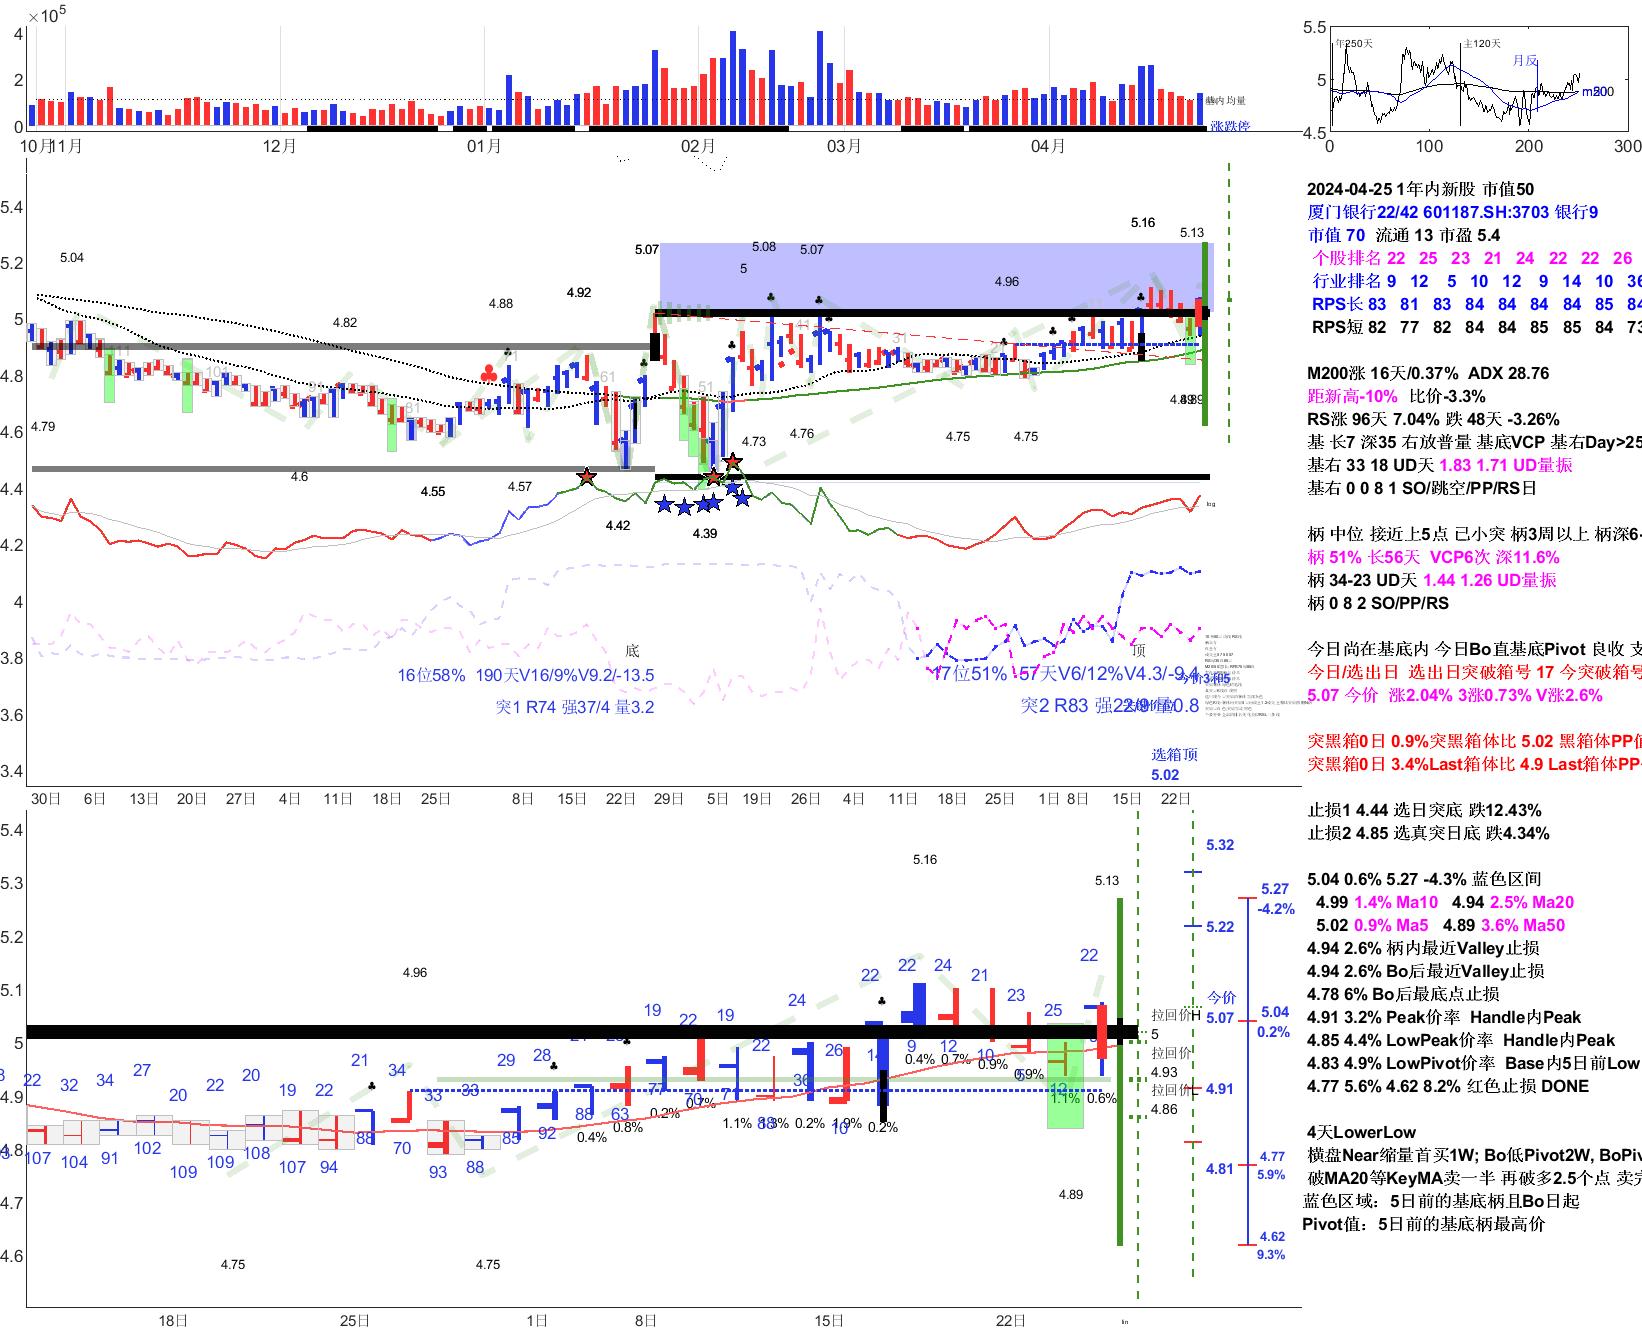 ×10⁵
4
2
0
10月 11月 12月 01月 02月 03月 04月
基内均量
涨跌停
5.5
5
4.5
0 100 200 300
年250天
主120天
月反
5.4
5.2
5
4.8
4.6
4.4
4.2
4
3.8
3.6
3.4
5.04
4.79
4.82
4.6
4.88
4.92
4.55
4.57
5.07
4.42
4.39
5
5.08
5.07
4.73
4.76
4.96
4.75
4.75
5.16
5.13
底
16位58% 190天V16/9%V9.2/-13.5
突1 R74 强37/4 量3.2
顶
17位51% 57天V6/12%V4.3/-9.4
突2 R83 强22/9 量0.8
选箱顶
5.02
30日 6日 13日 20日 27日 4日 11日 18日 25日 8日 15日 22日 29日 5日 19日 26日 4日 11日 18日 25日 1日 8日 15日 22日
2024-04-25 1年内新股 市值50
厦门银行22/42 601187.SH:3703 银行9
市值 70 流通 13 市盈 5.4
个股排名 22 25 23 21 24 22 22 26
行业排名 9 12 5 10 12 9 14 10 36
RPS长 83 81 83 84 84 84 84 85 84
RPS短 82 77 82 84 84 85 85 84 73
M200涨 16天/0.37% ADX 28.76
距新高-10% 比价-3.3%
RS涨 96天 7.04% 跌 48天 -3.26%
基 长7 深35 右放普量 基底VCP 基右Day>25
基右 33 18 UD天 1.83 1.71 UD量振
基右 0 0 8 1 SO/跳空/PP/RS日
柄 中位 接近上5点 己小突 柄3周以上 柄深6-
柄 51% 长56天 VCP6次 深11.6%
柄 34-23 UD天 1.44 1.26 UD量振
柄 0 8 2 SO/PP/RS
今日尚在基底内 今日Bo直基底Pivot 良收 支
今日/选出日 选出日突破箱号 17 今突破箱号
5.07 今价 涨2.04% 3涨0.73% V涨2.6%
突黑箱0日 0.9%突黑箱体比 5.02 黑箱体PP值
突黑箱0日 3.4%Last箱体比 4.9 Last箱体PP
止损1 4.44 选日突底 跌12.43%
止损2 4.85 选真突日底 跌4.34%
5.04 0.6% 5.27 -4.3% 蓝色区间
4.99 1.4% Ma10 4.94 2.5% Ma20
5.02 0.9% Ma5 4.89 3.6% Ma50
4.94 2.6% 柄内最近Valley止损
4.94 2.6% Bo后最近Valley止损
4.78 6% Bo后最底点止损
4.91 3.2% Peak价率 Handle内Peak
4.85 4.4% LowPeak价率 Handle内Peak
4.83 4.9% LowPivot价率 Base内5日前Low
4.77 5.6% 4.62 8.2% 红色止损 DONE
4天LowerLow
横盘Near缩量首买1W; Bo低Pivot2W, BoPiv
破MA20等KeyMA卖一半 再破多2.5个点 卖完
蓝色区域：5日前的基底柄且Bo日起
Pivot值：5日前的基底柄最高价
5.4
5.3
5.2
5.1
5
4.9
4.8
4.7
4.6
4.96
5.16
5.13
4.89
4.75
4.75
22 32 34 27 20 22 20 19 22 21 34 33 33 29 28
107 104 91 102 109 109 108 107 94 88 70 93 88 85 92 88 63
19 22 19 22 24 26 22 22 24 21 23 25 22
0.4% 0.8% 0.2% 0.7% 1.1% 0.2% 1.9% 0.2% 0.4% 0.7% 0.9% 0.9% 1.1% 0.6%
拉回价H
5
拉回价
4.93
拉回价L
4.86
5.32
5.22
今价
5.07
4.91
4.81
5.27
-4.2%
5.04
0.2%
4.77
5.9%
4.62
9.3%
18日 25日 1日 8日 15日 22日